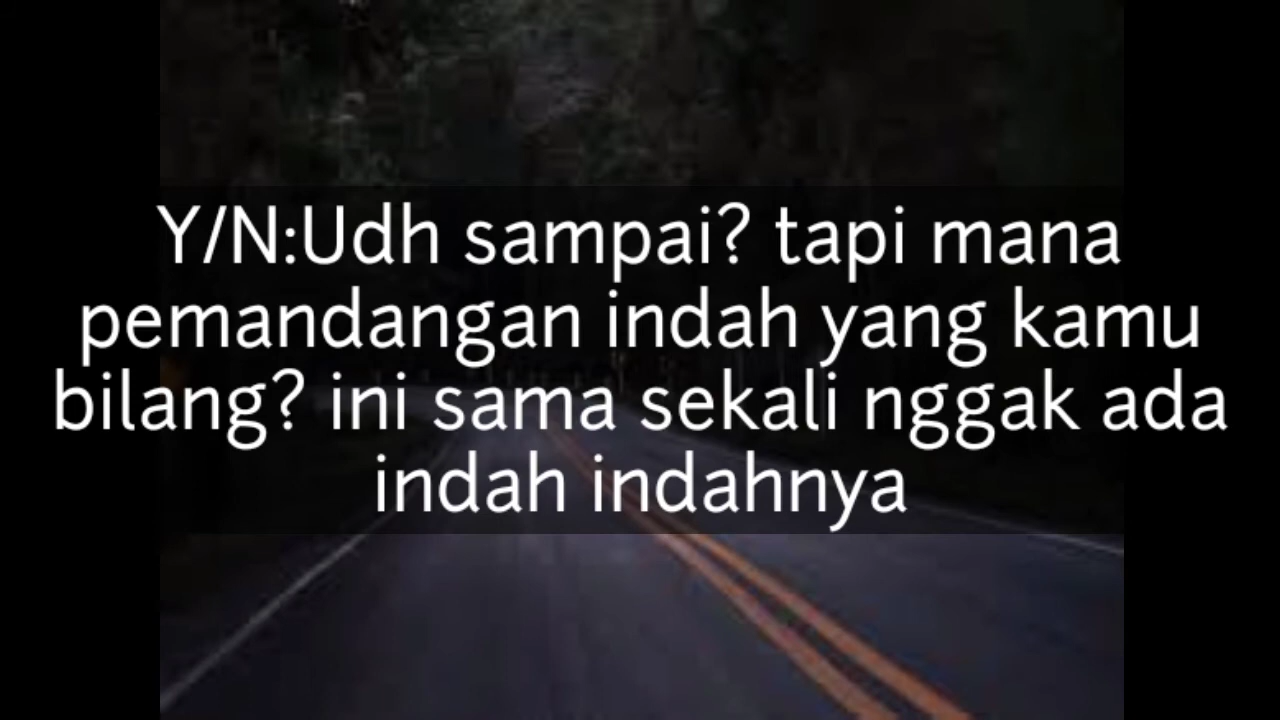 Y/N:Udh sampai? tapi mana
pemandangan indah yang kamu
bilang? ini sama sekali nggak ada
indah indahnya